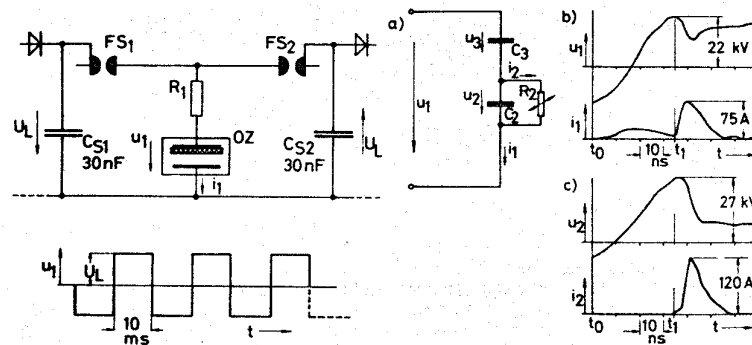 FS1
FS2
R1
UL
CS1
30nF
u1
OZ
i1
CS2
30nF
UL
u1
UL
10
ms
t
a)
u3
C3
i2
u1
u2
R2
C2
i1
b)
u1
22
kV
i1
75A
t0
10
ns
t1
t
c)
u2
27
kV
i2
120A
t0
10
ns
t1
t